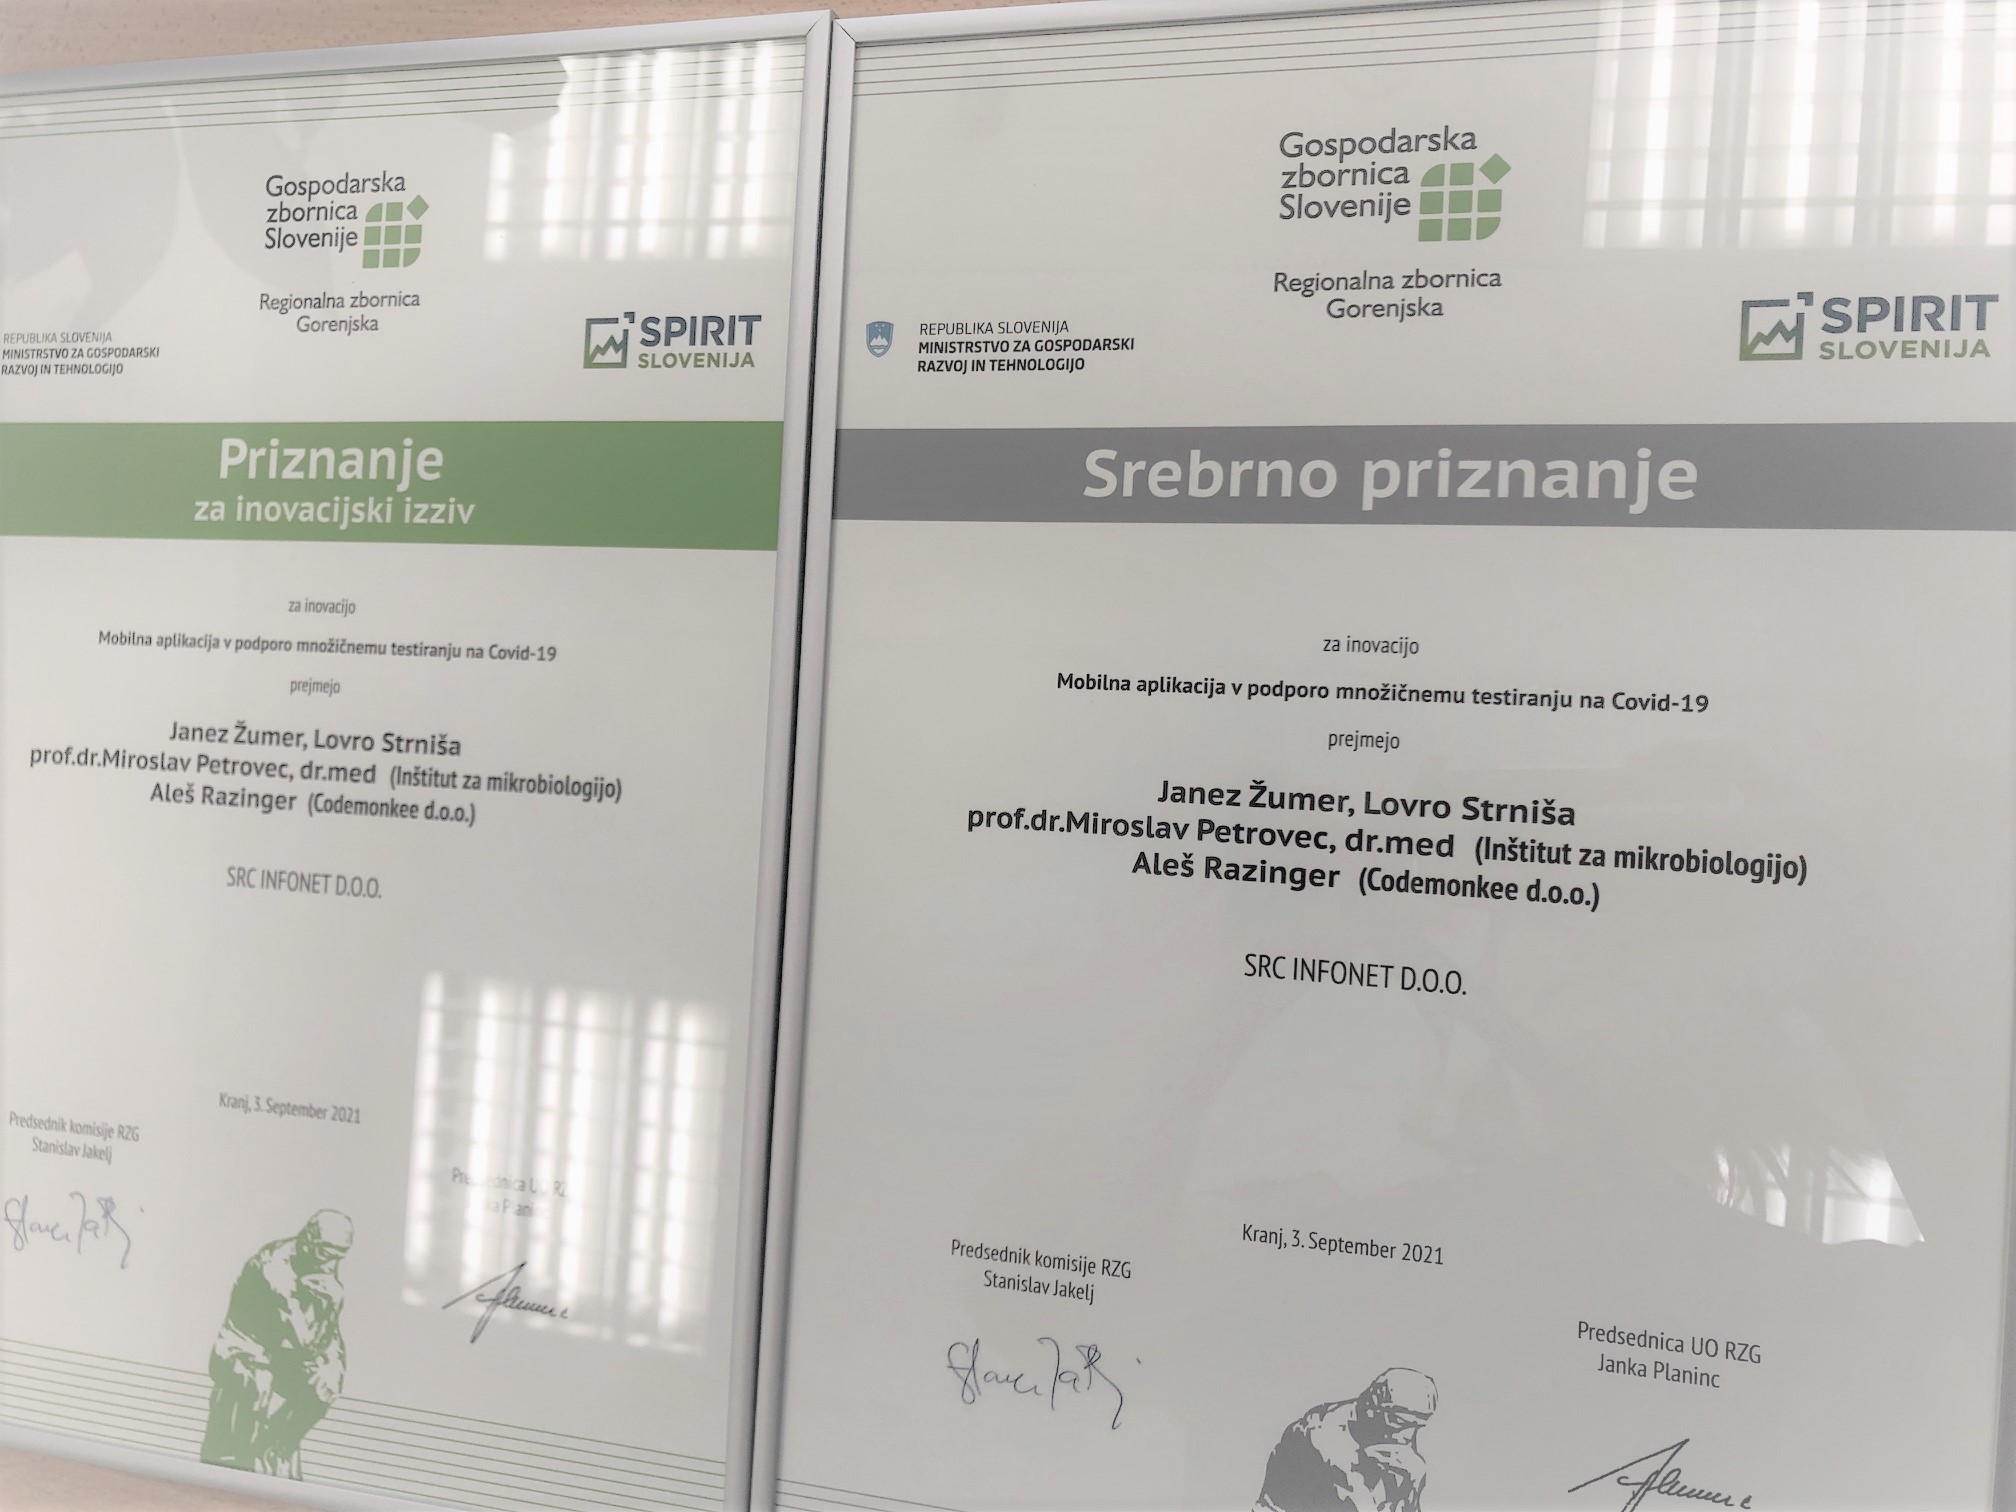 Gospodarska
zbornica
Slovenije
Regionalna zbornica
Gorenjska
REPUBLIKA SLOVENIJA
MINISTRSTVO ZA GOSPODARSKI
RAZVOJ IN TEHNOLOGIJO
SPIRIT
SLOVENIJA
Priznanje
za inovacijski izziv
za inovacijo
Mobilna aplikacija v podporo množičnemu testiranju na Covid-19
prejmejo
Janez Žumer, Lovro Strniša
prof.dr.Miroslav Petrovec, dr.med (Inštitut za mikrobiologijo)
Aleš Razinger (Codemonkee d.o.o.)
SRC INFONET D.O.O.
Kranj, 3. September 2021
Predsednik komisije RZG
Stanislav Jakelj
Gospodarska
zbornica
Slovenije
Regionalna zbornica
Gorenjska
REPUBLIKA SLOVENIJA
MINISTRSTVO ZA GOSPODARSKI
RAZVOJ IN TEHNOLOGIJO
SPIRIT
SLOVENIJA
Srebrno priznanje
za inovacijo
Mobilna aplikacija v podporo množičnemu testiranju na Covid-19
prejmejo
Janez Žumer, Lovro Strniša
prof.dr.Miroslav Petrovec, dr.med (Inštitut za mikrobiologijo)
Aleš Razinger (Codemonkee d.o.o.)
SRC INFONET D.O.O.
Kranj, 3. September 2021
Predsednik komisije RZG
Stanislav Jakelj
Predsednica UO RZG
Janka Planinc